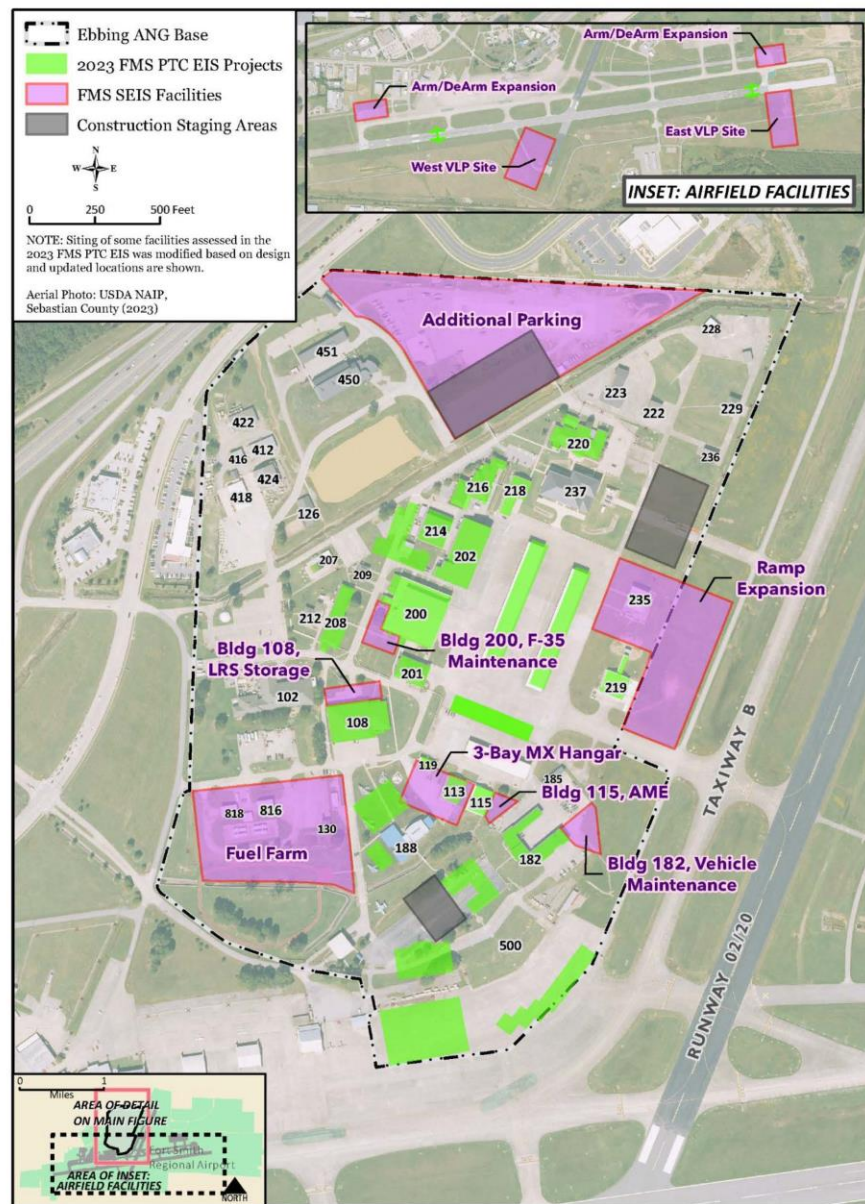 Ebbing ANG Base
2023 FMS PTC EIS Projects
FMS SEIS Facilities
Construction Staging Areas
N
W E
S
0 250 500 Feet
NOTE: Siting of some facilities assessed in the
2023 FMS PTC EIS was modified based on design
and updated locations are shown.
Aerial Photo: USDA NAIP,
Sebastian County (2023)
Arm/DeArm Expansion
Arm/DeArm Expansion
East VLP Site
West VLP Site
INSET: AIRFIELD FACILITIES
Additional Parking
228
451
450
223
222
229
422
412
416
424
418
220
236
216
218
237
126
214
202
207
209
235
Ramp
Expansion
200
212
208
Bldg 200, F-35
Maintenance
Bldg 108,
LRS Storage
201
219
102
108
TAXIWAY B
3-Bay MX Hangar
119
113
115
185
Bldg 115, AME
818
816
130
Fuel Farm
188
182
Bldg 182, Vehicle
Maintenance
500
RUNWAY 02/20
0 1
Miles
AREA OF DETAIL
ON MAIN FIGURE
Fort Smith
Regional Airport
AREA OF INSET:
AIRFIELD FACILITIES
NORTH